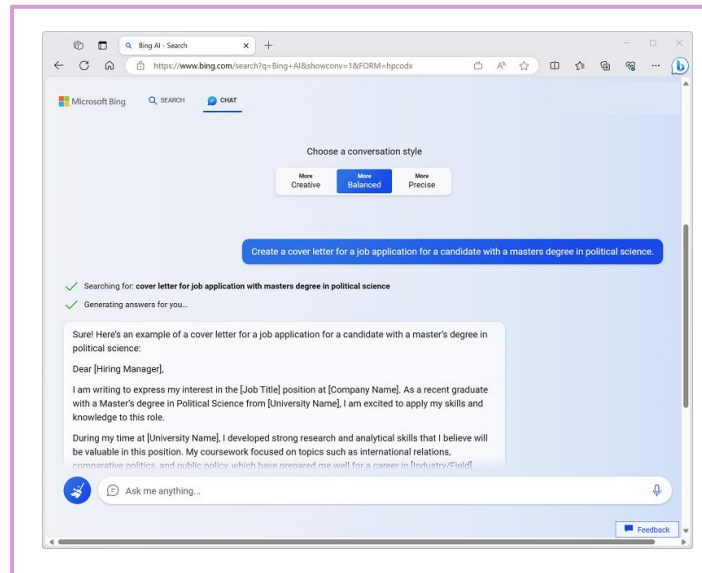 Bing AI - Search
https://www.bing.com/search?q=Bing+AI&showconv=1&FORM=hpcodx
Microsoft Bing SEARCH CHAT
Choose a conversation style
More Creative
More Balanced
More Precise
Create a cover letter for a job application for a candidate with a masters degree in political science.
Searching for: cover letter for job application with masters degree in political science
Generating answers for you...
Sure! Here's an example of a cover letter for a job application for a candidate with a master's degree in
political science:
Dear [Hiring Manager],
I am writing to express my interest in the [Job Title] position at [Company Name]. As a recent graduate
with a Master's degree in Political Science from [University Name], I am excited to apply my skills and
knowledge to this role.
During my time at [University Name], I developed strong research and analytical skills that I believe will
be valuable in this position. My coursework focused on topics such as international relations,
comparative politics, and public policy, which have prepared me well for a career in [Industry/Field].
Ask me anything...
Feedback